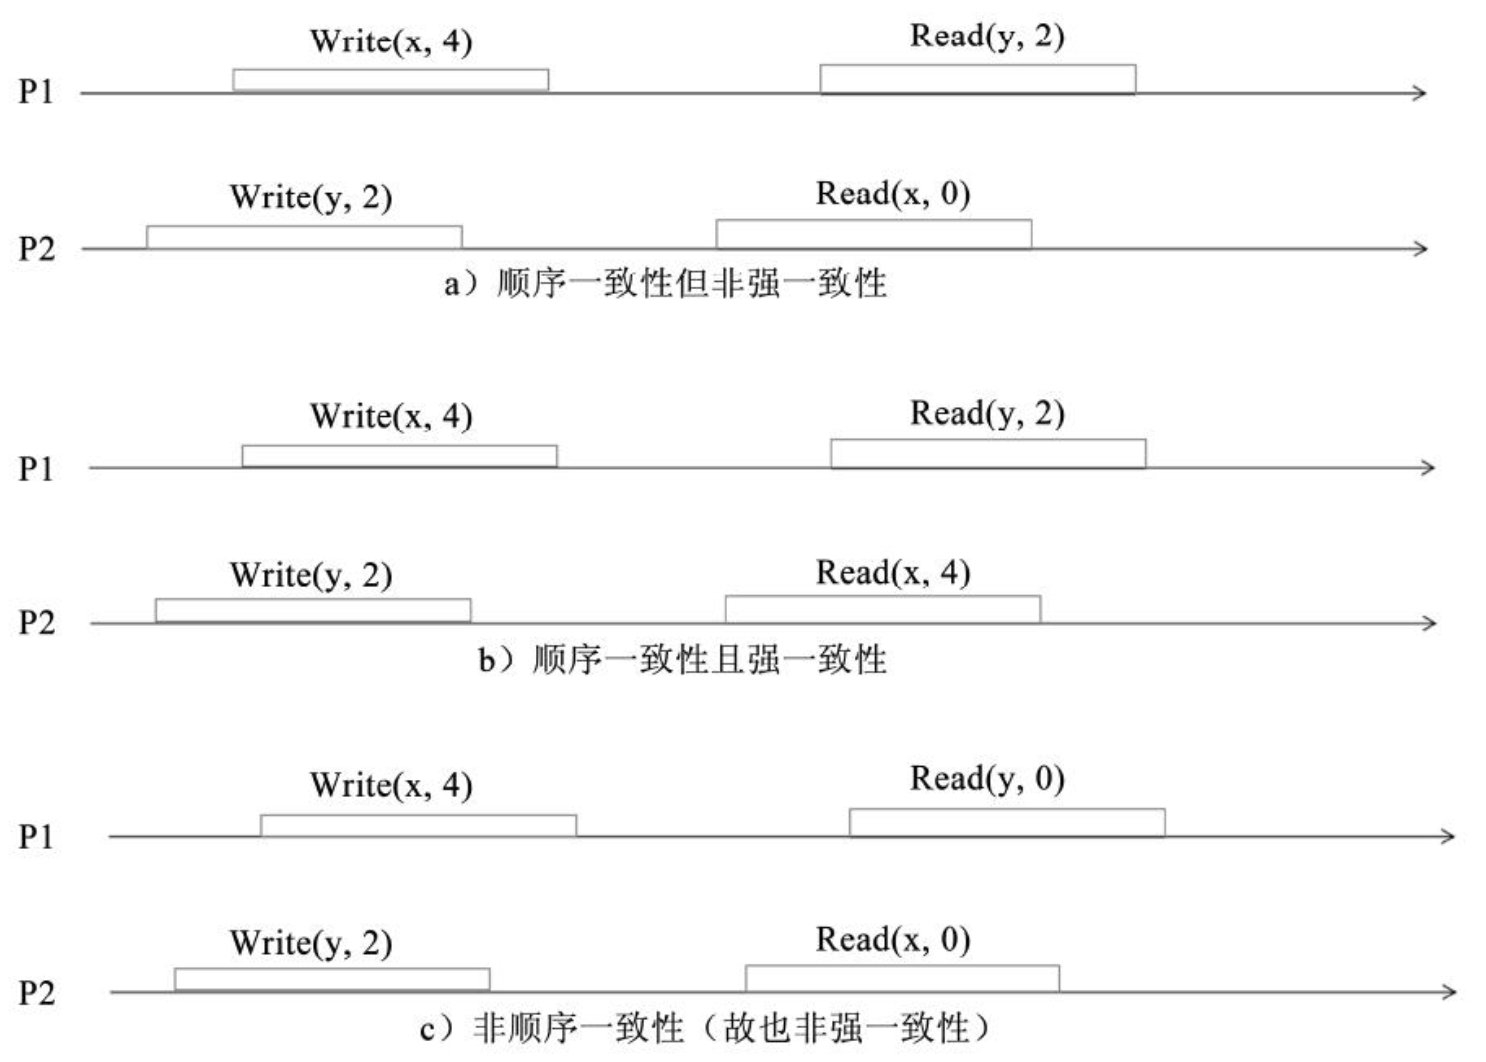 Write(x, 4) Read(y, 2)
P1
Write(y, 2) Read(x, 0)
P2
a）顺序一致性但非强一致性
Write(x, 4) Read(y, 2)
P1
Write(y, 2) Read(x, 4)
P2
b）顺序一致性且强一致性
Write(x, 4) Read(y, 0)
P1
Write(y, 2) Read(x, 0)
P2
c）非顺序一致性（故也非强一致性）